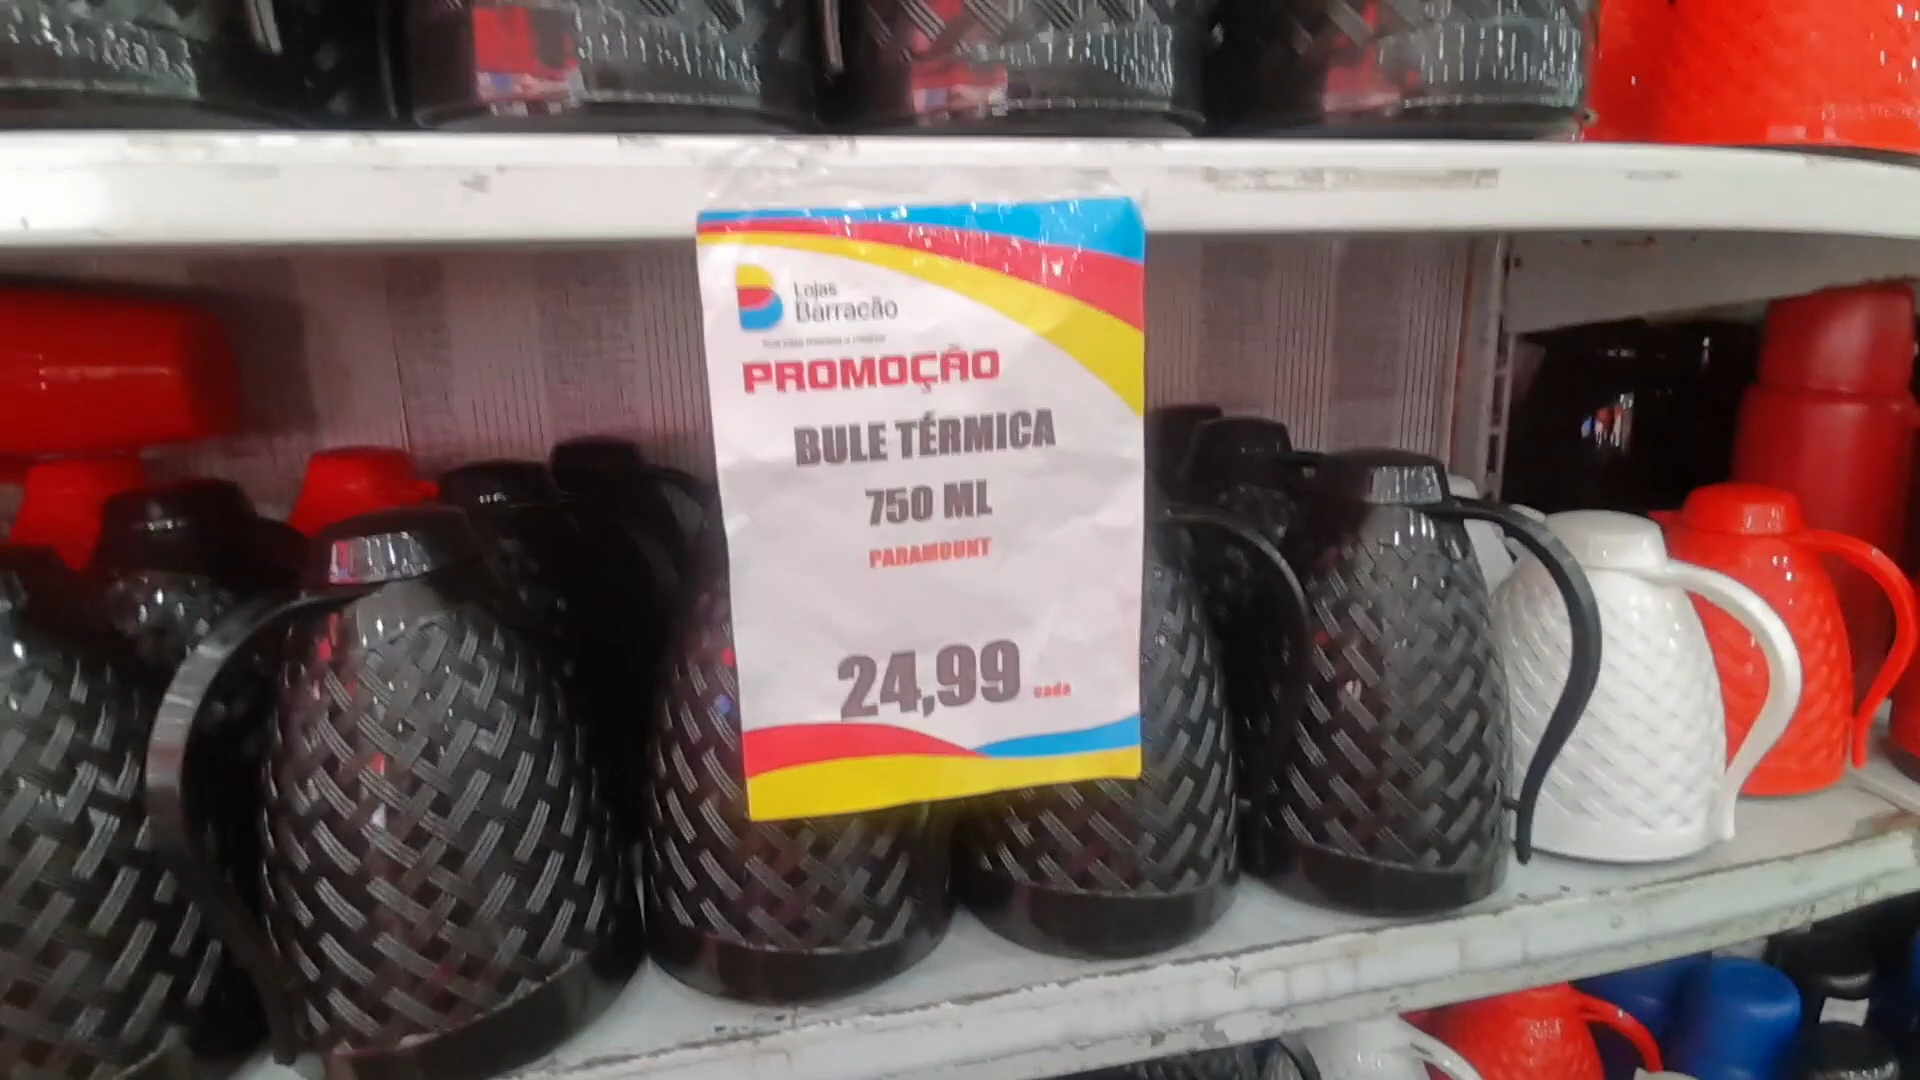 Lojas
Barracão
PROMOÇÃO
BULE TÉRMICA
750 ML
PARAMOUNT
24,99 cada